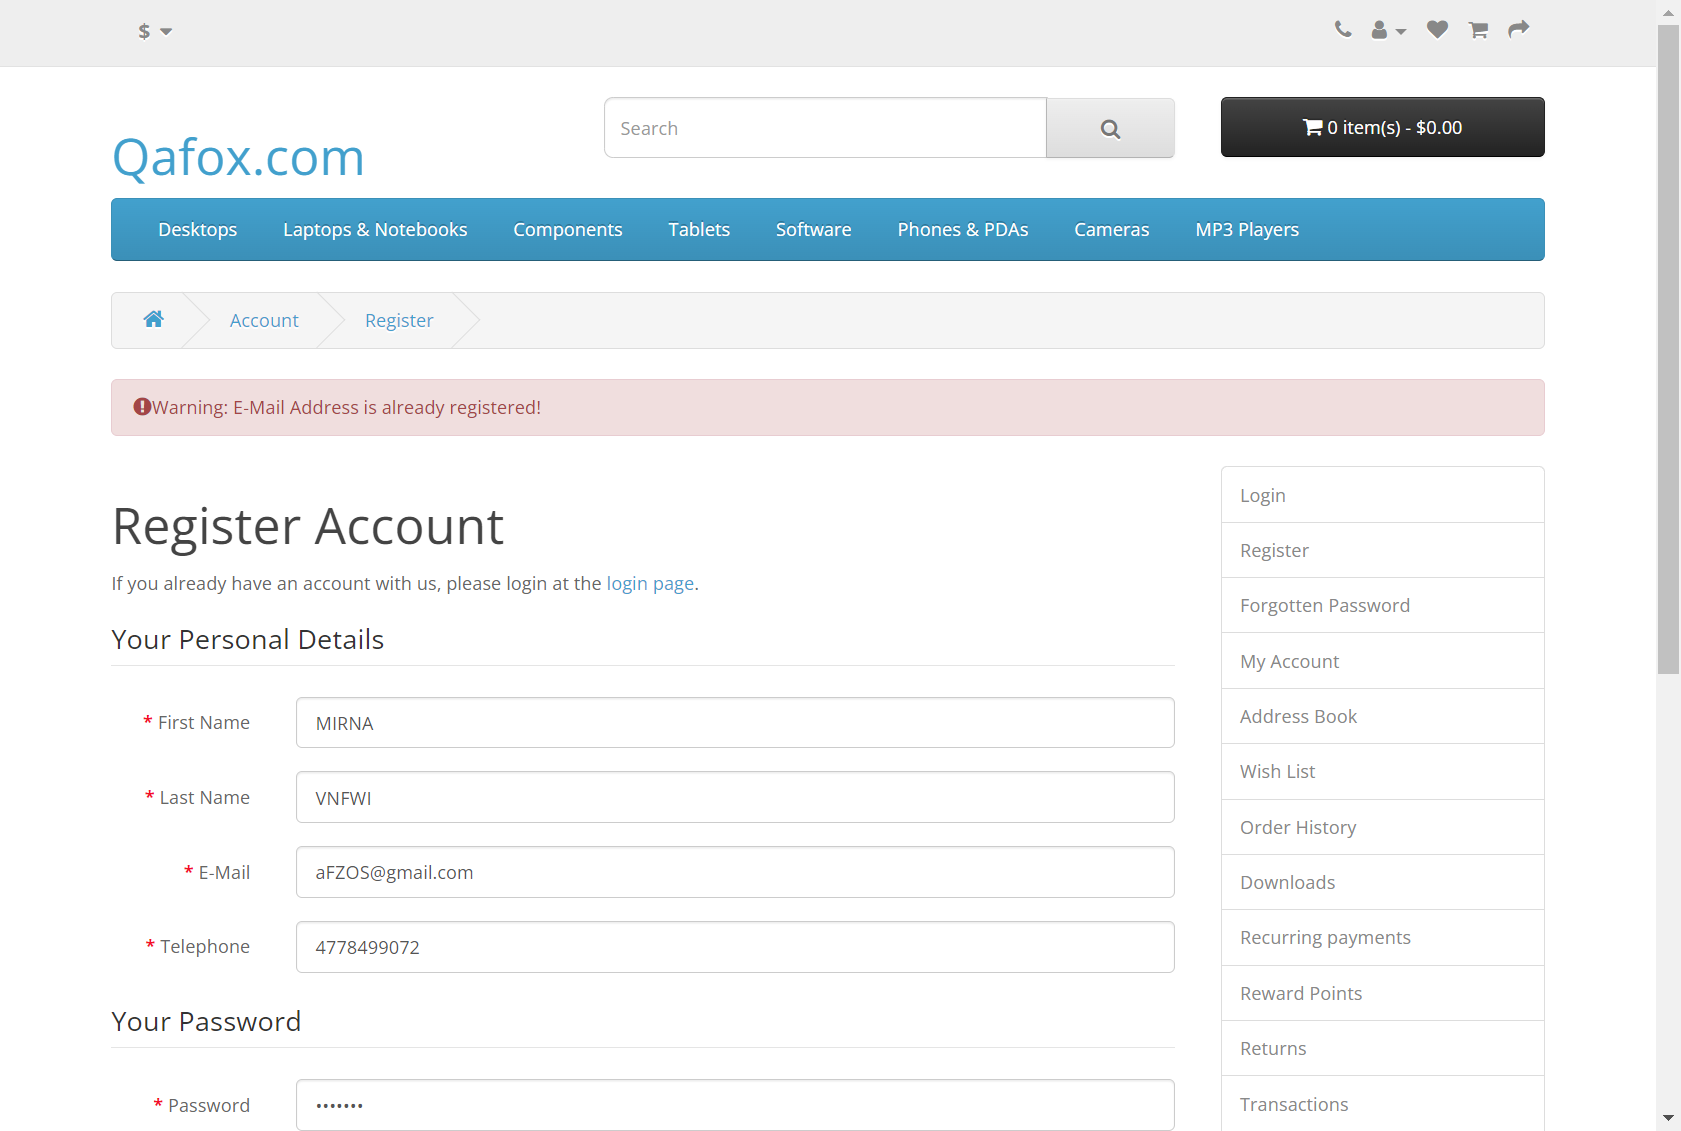 $
Search
0 item(s) - $0.00
Qafox.com
Desktops Laptops & Notebooks Components Tablets Software Phones & PDAs Cameras MP3 Players
Account Register
Warning: E-Mail Address is already registered!
Register Account
If you already have an account with us, please login at the login page.
Your Personal Details
* First Name MIRNA
* Last Name VNFWI
* E-Mail aFZOS@gmail.com
* Telephone 4778499072
Your Password
* Password •••••••
Login
Register
Forgotten Password
My Account
Address Book
Wish List
Order History
Downloads
Recurring payments
Reward Points
Returns
Transactions